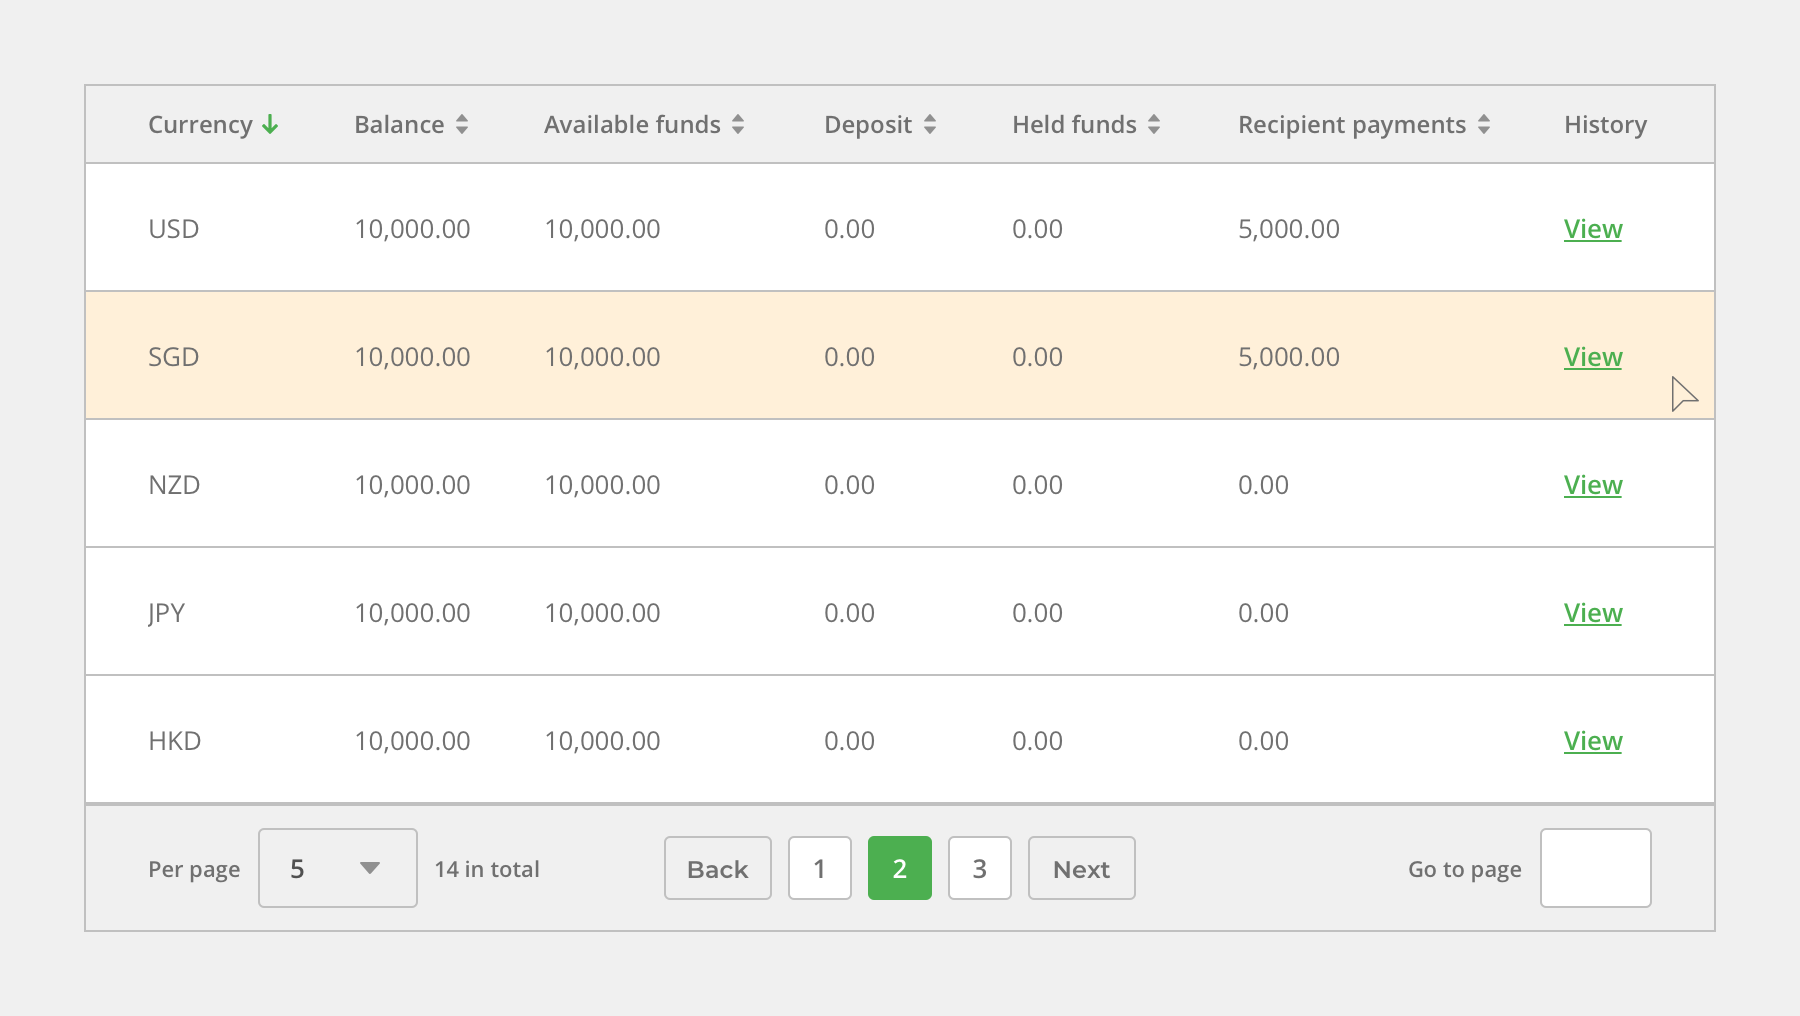 Currency Balance Available funds Deposit Held funds Recipient payments History
USD 10,000.00 10,000.00 0.00 0.00 5,000.00 View
SGD 10,000.00 10,000.00 0.00 0.00 5,000.00 View
NZD 10,000.00 10,000.00 0.00 0.00 0.00 View
JPY 10,000.00 10,000.00 0.00 0.00 0.00 View
HKD 10,000.00 10,000.00 0.00 0.00 0.00 View
Per page 5 14 in total Back 1 2 3 Next Go to page